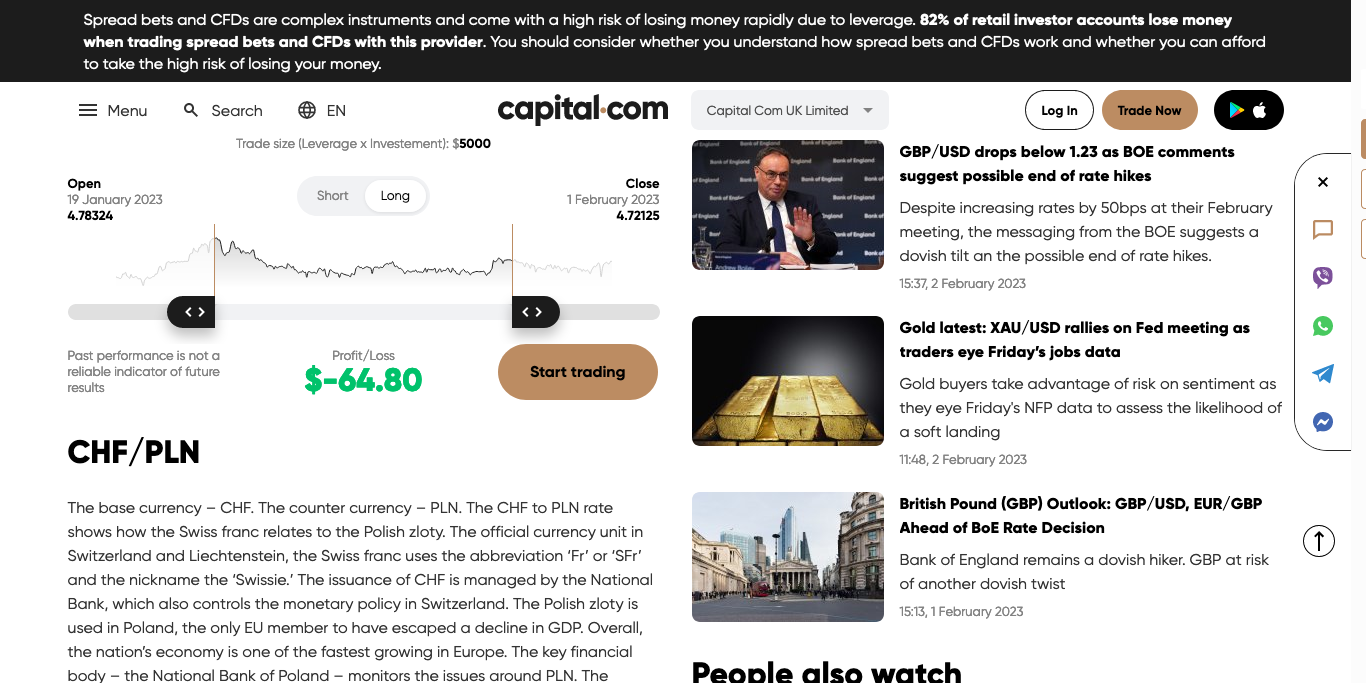 Spread bets and CFDs are complex instruments and come with a high risk of losing money rapidly due to leverage. 82% of retail investor accounts lose money
when trading spread bets and CFDs with this provider. You should consider whether you understand how spread bets and CFDs work and whether you can afford
to take the high risk of losing your money.
Menu
Search
EN
capital.com
Capital Com UK Limited
Log In
Trade Now
Trade size (Leverage x Investement): $5000
Open
19 January 2023
4.78324
Short
Long
Close
1 February 2023
4.72125
Past performance is not a
reliable indicator of future
results
Profit/Loss
$-64.80
Start trading
CHF/PLN
The base currency – CHF. The counter currency – PLN. The CHF to PLN rate
shows how the Swiss franc relates to the Polish zloty. The official currency unit in
Switzerland and Liechtenstein, the Swiss franc uses the abbreviation ‘Fr’ or ‘SFr’
and the nickname the ‘Swissie.’ The issuance of CHF is managed by the National
Bank, which also controls the monetary policy in Switzerland. The Polish zloty is
used in Poland, the only EU member to have escaped a decline in GDP. Overall,
the nation’s economy is one of the fastest growing in Europe. The key financial
body – the National Bank of Poland – monitors the issues around PLN. The
Bank of England
Andrew Bailey
GBP/USD drops below 1.23 as BOE comments
suggest possible end of rate hikes
Despite increasing rates by 50bps at their February
meeting, the messaging from the BOE suggests a
dovish tilt an the possible end of rate hikes.
15:37, 2 February 2023
Gold latest: XAU/USD rallies on Fed meeting as
traders eye Friday’s jobs data
Gold buyers take advantage of risk on sentiment as
they eye Friday's NFP data to assess the likelihood of
a soft landing
11:48, 2 February 2023
British Pound (GBP) Outlook: GBP/USD, EUR/GBP
Ahead of BoE Rate Decision
Bank of England remains a dovish hiker. GBP at risk
of another dovish twist
15:13, 1 February 2023
People also watch